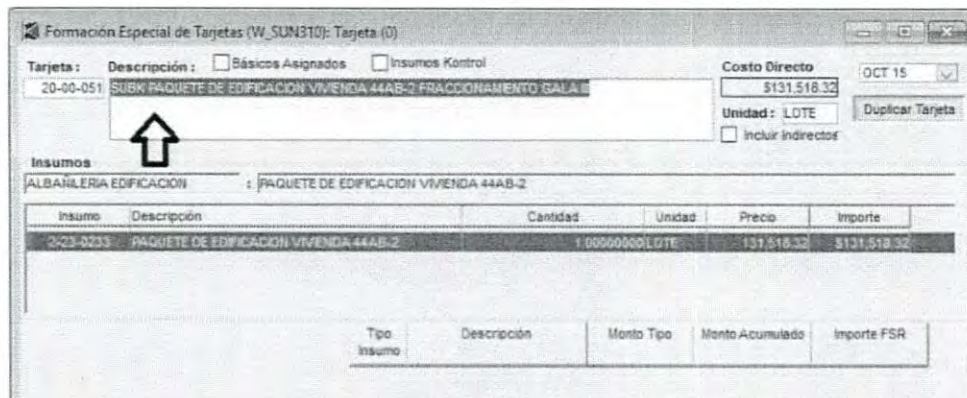 Formación Especial de Tarjetas (W_SUN310): Tarjeta (0)
Tarjeta : Descripción : Básicos Asignados Insumos Kontrol Costo Directo OCT 15
20-00-051 SUBK PAQUETE DE EDIFICACION VIVIENDA 44AB-2 FRACCIONAMIENTO GALA $131,518.32
Unidad : LOTE Duplicar Tarjeta
Incluir Indirectos
Insumos
ALBAÑILERIA EDIFICACION : PAQUETE DE EDIFICACION VIVIENDA 44AB-2
Insumo Descripción Cantidad Unidad Precio Importe
2-23-0233 PAQUETE DE EDIFICACION VIVIENDA 44AB-2 1.00000000 LOTE 131,518.32 $131,518.32
Tipo Insumo Descripción Monto Tipo Monto Acumulado Importe FSR